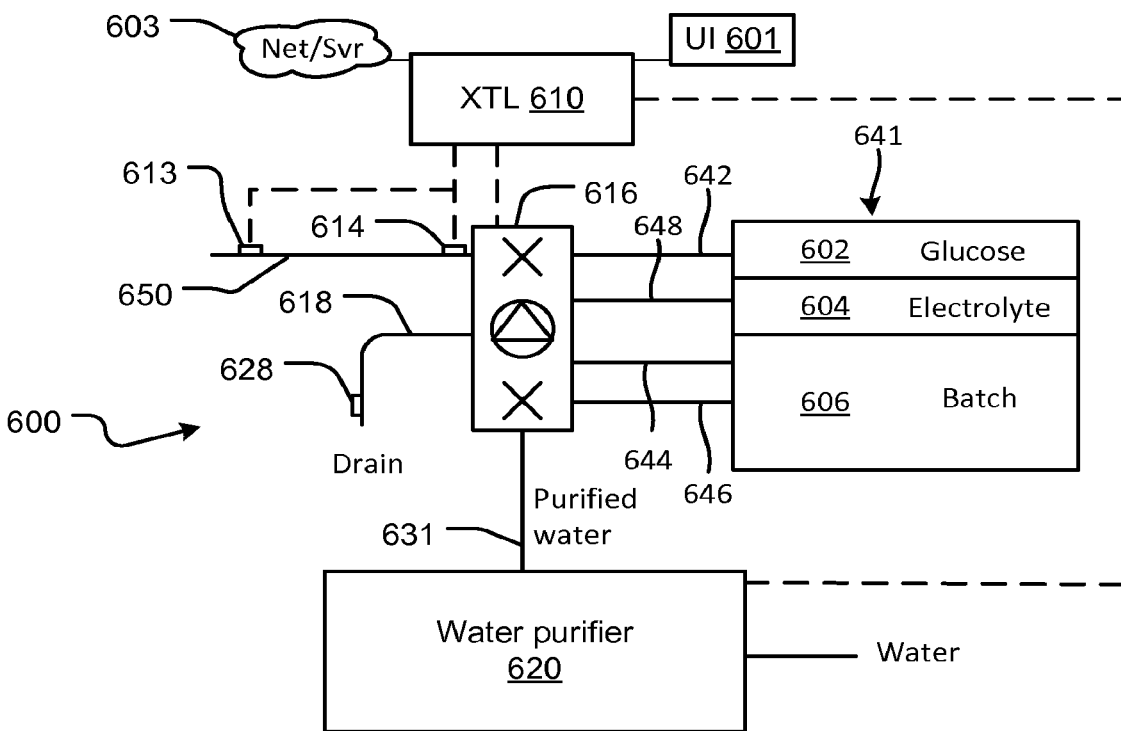 603
Net/Svr
UI 601
XTL 610
641
613
616
642
614
648
602 Glucose
650
618
604 Electrolyte
628
606 Batch
600
Drain
644
Purified
water
646
631
Water purifier
620
Water